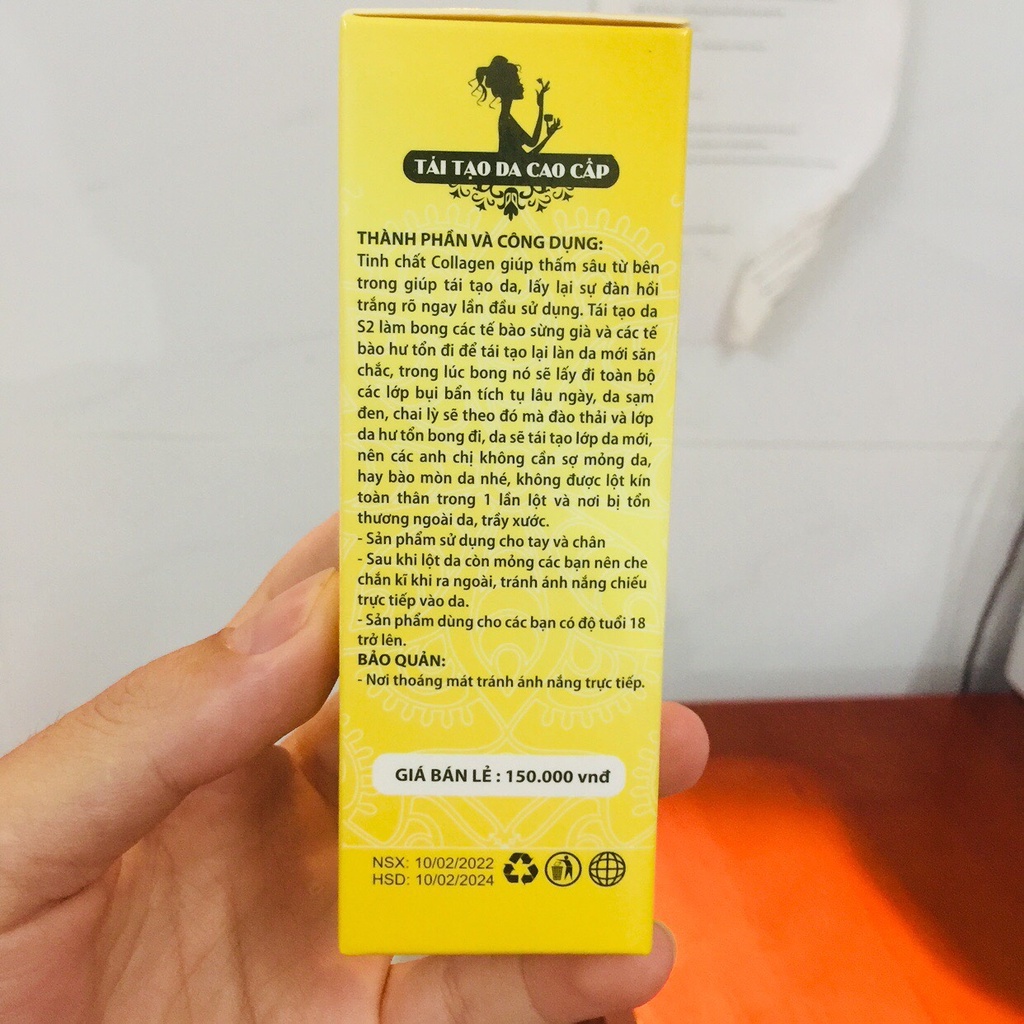 TÁI TẠO DA CAO CẤP
THÀNH PHẦN VÀ CÔNG DỤNG:
Tinh chất Collagen giúp thấm sâu từ bên
trong giúp tái tạo da, lấy lại sự đàn hồi
trắng rõ ngay lần đầu sử dụng. Tái tạo da
S2 làm bong các tế bào sừng già và các tế
bào hư tổn đi để tái tạo lại làn da mới săn
chắc, trong lúc bong nó sẽ lấy đi toàn bộ
các lớp bụi bẩn tích tụ lâu ngày, da sạm
đen, chai lỳ sẽ theo đó mà đào thải và lớp
da hư tổn bong đi, da sẽ tái tạo lớp da mới,
nên các anh chị không cần sợ mỏng da,
hay bào mòn da nhé, không được lột kín
toàn thân trong 1 lần lột và nơi bị tổn
thương ngoài da, trầy xước.
- Sản phẩm sử dụng cho tay và chân
- Sau khi lột da còn mỏng các bạn nên che
chắn kĩ khi ra ngoài, tránh ánh nắng chiếu
trực tiếp vào da.
- Sản phẩm dùng cho các bạn có độ tuổi 18
trở lên.
BẢO QUẢN:
- Nơi thoáng mát tránh ánh nắng trực tiếp.
GIÁ BÁN LẺ : 150.000 vnđ
NSX: 10/02/2022
HSD: 10/02/2024